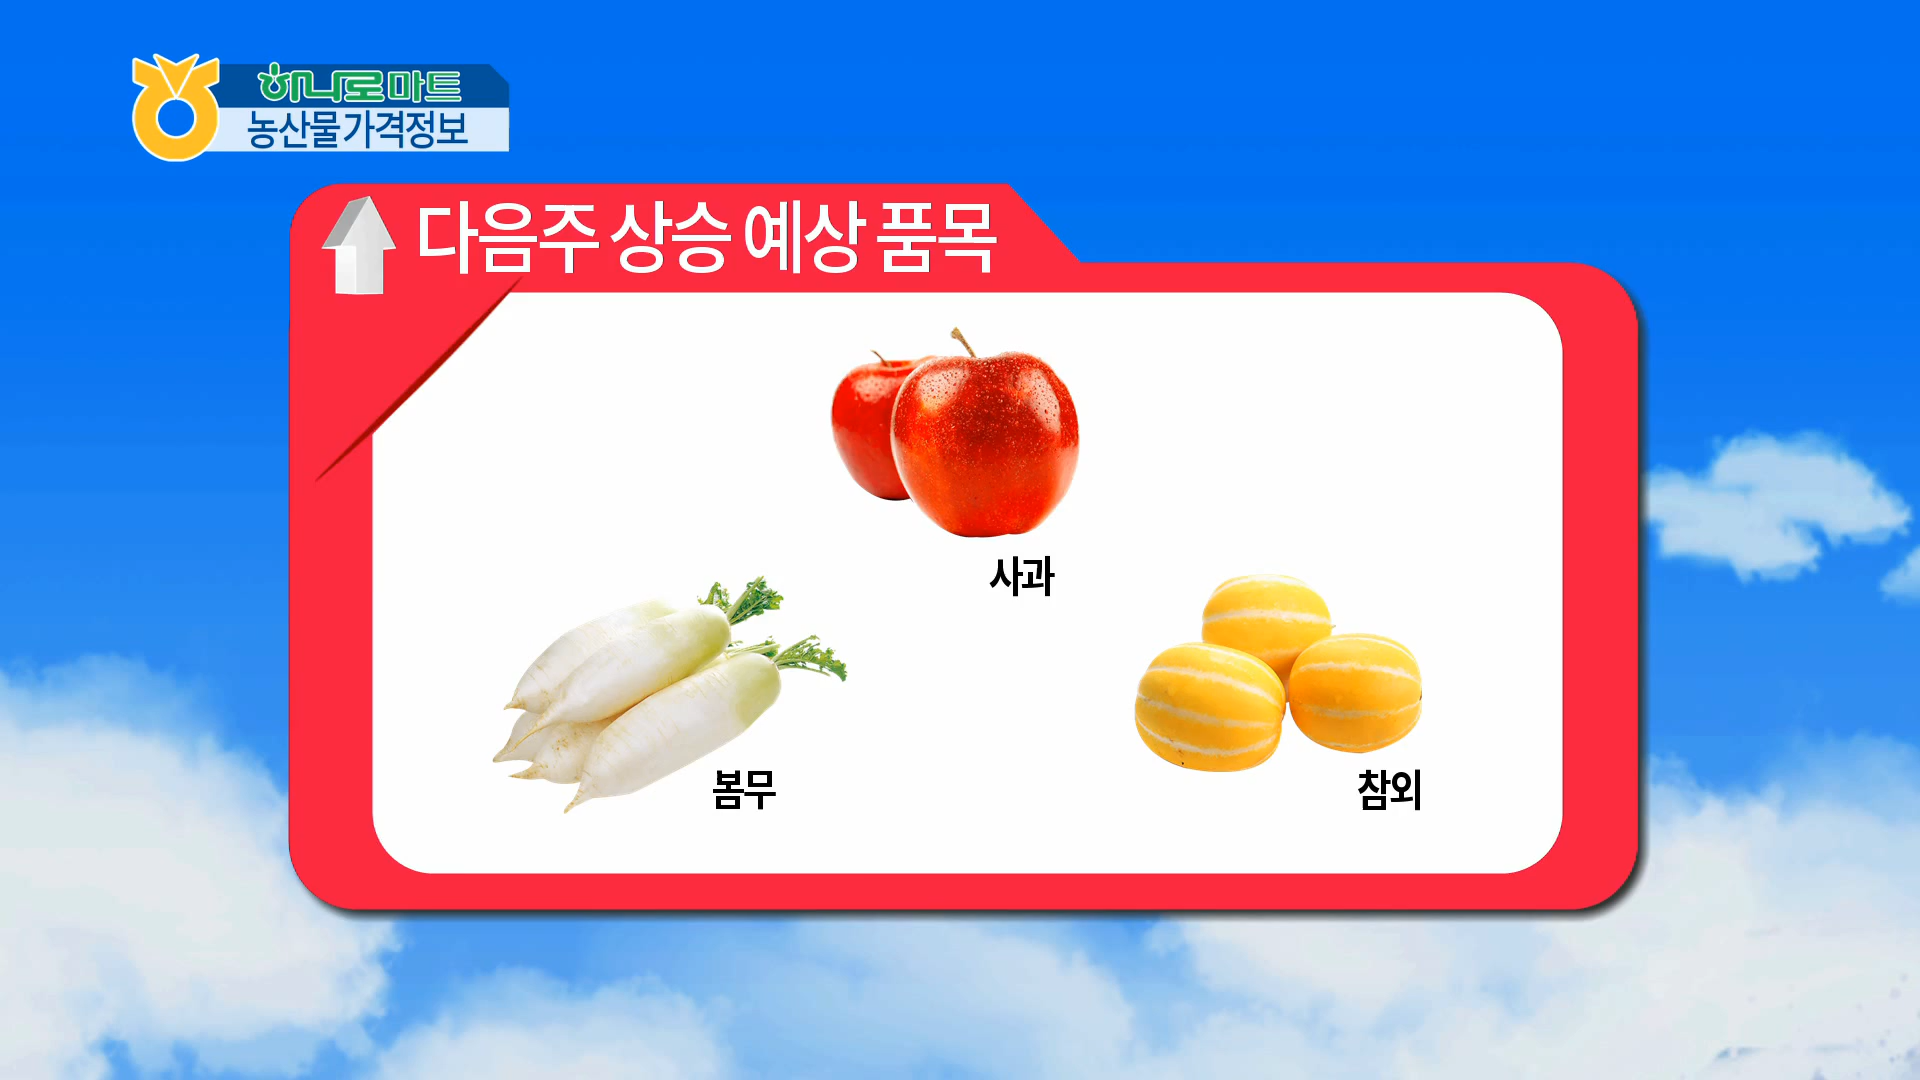 하나로마트
농산물가격정보
다음주 상승 예상 품목
사과
봄무
참외